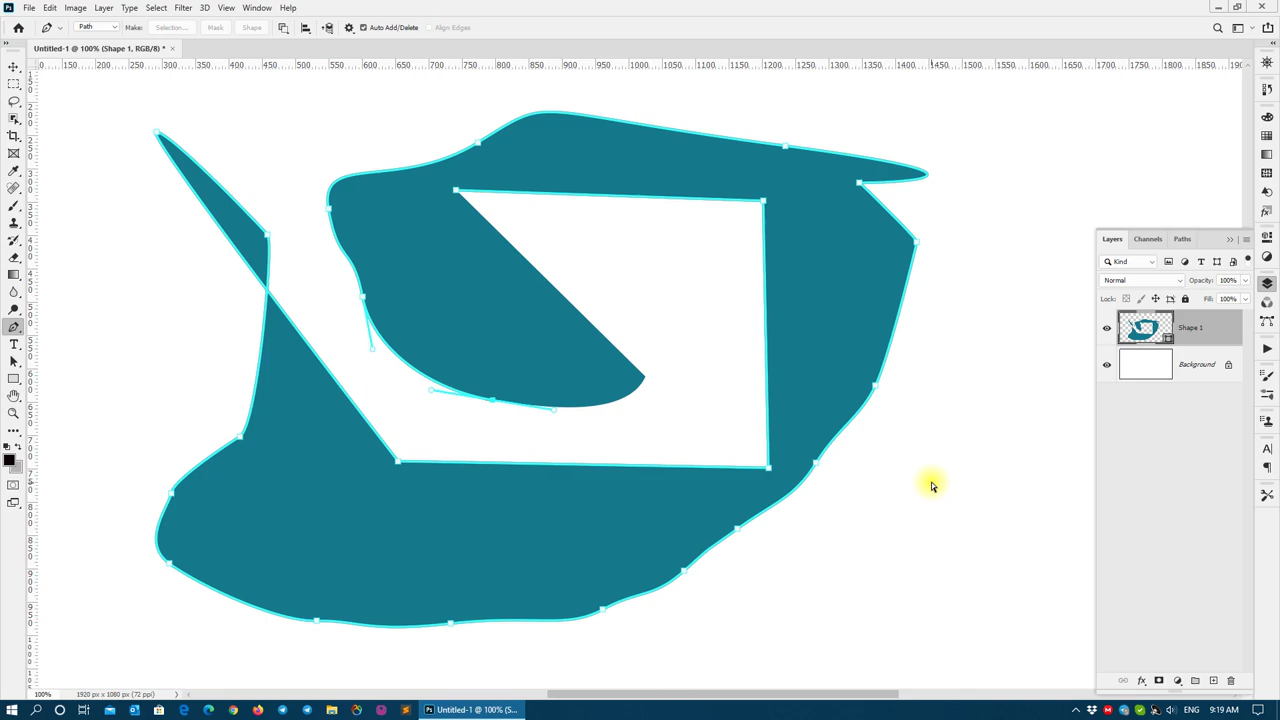 Ps File Edit Image Layer Type Select Filter 3D View Window Help
Path Make: Selection... Mask Shape Auto Add/Delete Align Edges
Untitled-1 @ 100% (Shape 1, RGB/8) *
150 200 250 300 350 400 450 500 550 600 650 700 750 800 850 900 950 1000 1050 1100 1150 1200 1250 1300 1350 1400 1450 1500 1550 1600 1650 1700 1750 1800 1850 190
Layers Channels Paths
Kind
Normal Opacity: 100%
Lock: Fill: 100%
Shape 1
Background
100% 1920 px x 1080 px (72 ppi)
Untitled-1 @ 100% (S...
9:19 AM